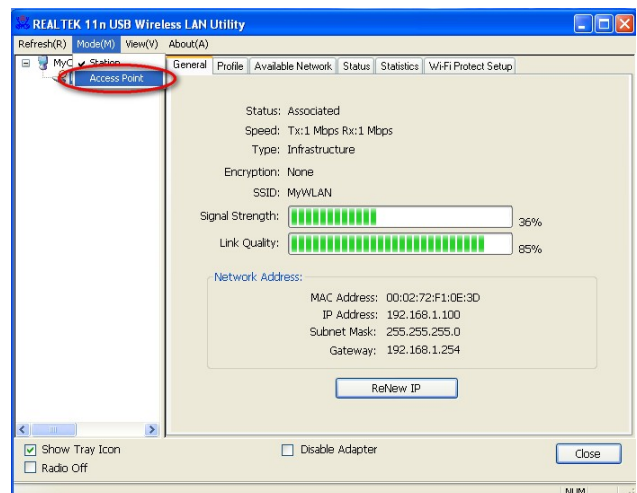 REALTEK 11n USB Wireless LAN Utility
Refresh(R) Mode(M) View(V) About(A)
MyC
Station
Access Point
General Profile Available Network Status Statistics Wi-Fi Protect Setup
Status: Associated
Speed: Tx:1 Mbps Rx:1 Mbps
Type: Infrastructure
Encryption: None
SSID: MyWLAN
Signal Strength: 36%
Link Quality: 85%
Network Address:
MAC Address: 00:02:72:F1:0E:3D
IP Address: 192.168.1.100
Subnet Mask: 255.255.255.0
Gateway: 192.168.1.254
ReNew IP
Show Tray Icon
Radio Off
Disable Adapter
Close
NUM